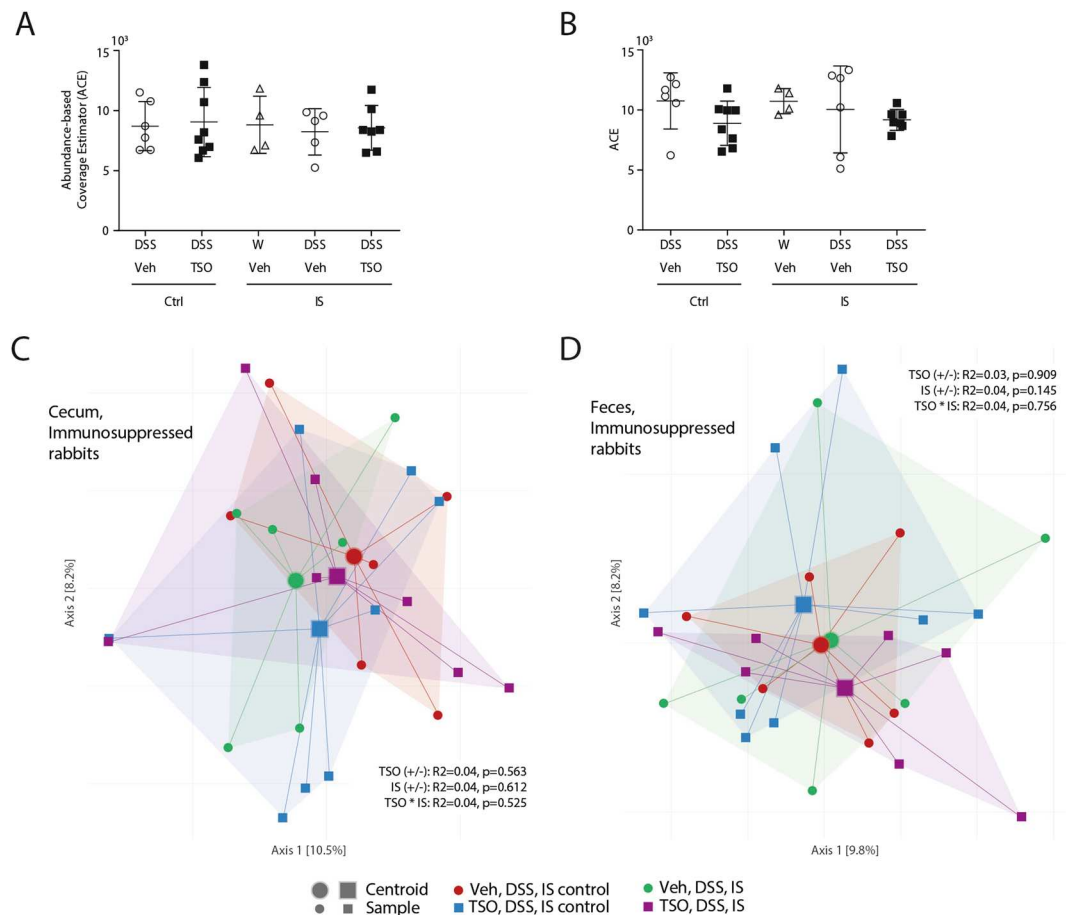 A
10³
15
10
5
0
Abundance-based
Coverage Estimator (ACE)
DSS DSS W DSS DSS
Veh TSO Veh Veh TSO
Ctrl IS
B
10³
15
10
5
0
ACE
DSS DSS W DSS DSS
Veh TSO Veh Veh TSO
Ctrl IS
C
Cecum,
Immunosuppressed
rabbits
Axis 2 [8.2%]
TSO (+/-): R2=0.04, p=0.563
IS (+/-): R2=0.04, p=0.612
TSO * IS: R2=0.04, p=0.525
Axis 1 [10.5%]
D
Feces,
Immunosuppressed
rabbits
TSO (+/-): R2=0.03, p=0.909
IS (+/-): R2=0.04, p=0.145
TSO * IS: R2=0.04, p=0.756
Axis 2 [8.2%]
Axis 1 [9.8%]
Centroid
Sample
Veh, DSS, IS control
TSO, DSS, IS control
Veh, DSS, IS
TSO, DSS, IS